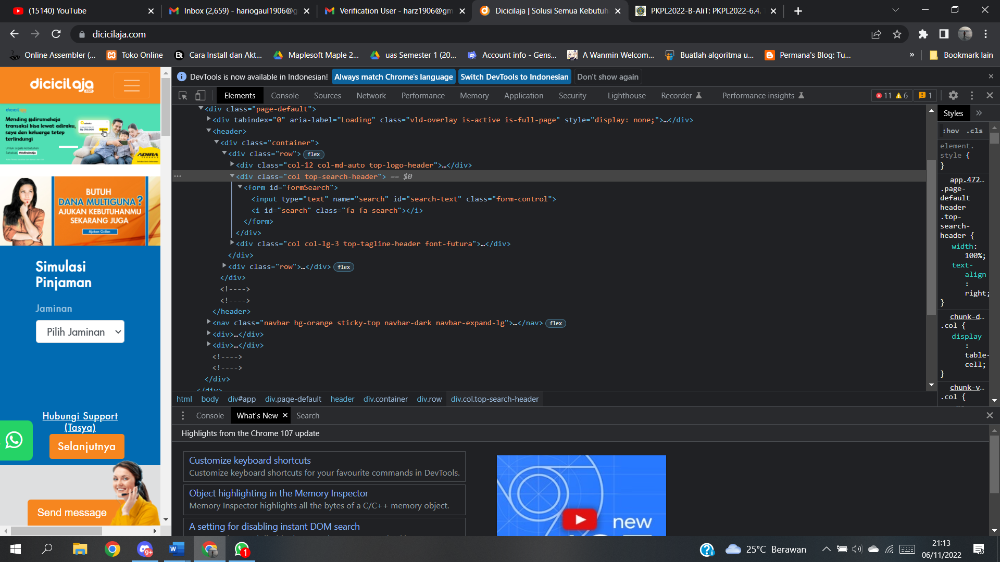 (15140) YouTube
Inbox (2,659) - hariogaul1906@g
Verification User - harz1906@gm
Dicicilaja | Solusi Semua Kebutuh
PKPL2022-B-AliT: PKPL2022-6.4.
dicicilaja.com
Online Assembler (...
Toko Online
Cara Install dan Akt...
Maplesoft Maple 2...
uas Semester 1 (20...
Account info - Gens...
A Wanmin Welcom...
Buatlah algoritma u...
Permana's Blog: Tu...
»
Bookmark lain
DevTools is now available in Indonesian!
Always match Chrome's language
Switch DevTools to Indonesian
Don't show again
Elements
Console
Sources
Network
Performance
Memory
Application
Security
Lighthouse
Recorder
Performance insights
11
6
1
dicicilaja
.com
dicicilaja
Mending #dirumahaja
transaksi bisa lewat adiraku,
saya dan keluarga tetep
terlindungi
Untuk segala kebutuhan
Sahabat, #AdirainAja
ADIRA
FINANCE
BUTUH
DANA MULTIGUNA?
AJUKAN KEBUTUHANMU
SEKARANG JUGA
Ajukan Cicilan
Simulasi
Pinjaman
Jaminan
Pilih Jaminan
Hubungi Support
(Tasya)
Selanjutnya
Send message
<div class="page-default">
<div tabindex="0" aria-label="Loading" class="vld-overlay is-active is-full-page" style="display: none;">…</div>
<header>
<div class="container">
<div class="row"> flex
<div class="col-12 col-md-auto top-logo-header">…</div>
<div class="col top-search-header"> == $0
<form id="formSearch">
<input type="text" name="search" id="search-text" class="form-control">
<i id="search" class="fa fa-search"></i>
</form>
</div>
<div class="col col-lg-3 top-tagline-header font-futura">…</div>
</div>
<div class="row">…</div> flex
</div>
<!---->
<!---->
</header>
<nav class="navbar bg-orange sticky-top navbar-dark navbar-expand-lg">…</nav> flex
<div>…</div>
<div>…</div>
<!---->
<!---->
</div>
</div>
html
body
div#app
div.page-default
header
div.container
div.row
div.col.top-search-header
Styles
»
:hov .cls
element.
style {
}
app.472…
.page-
default
header
.top-
search-
header {
width:
100%;
text-
align
:
right;
}
chunk-d…
.col {
display
:
table-
cell;
}
chunk-v…
.col {
Console
What's New
Search
Highlights from the Chrome 107 update
Customize keyboard shortcuts
Customize keyboard shortcuts for your favourite commands in DevTools.
Object highlighting in the Memory Inspector
Memory Inspector highlights all the bytes of a C/C++ memory object.
A setting for disabling instant DOM search
new
9+
1
25°C Berawan
21:13
06/11/2022